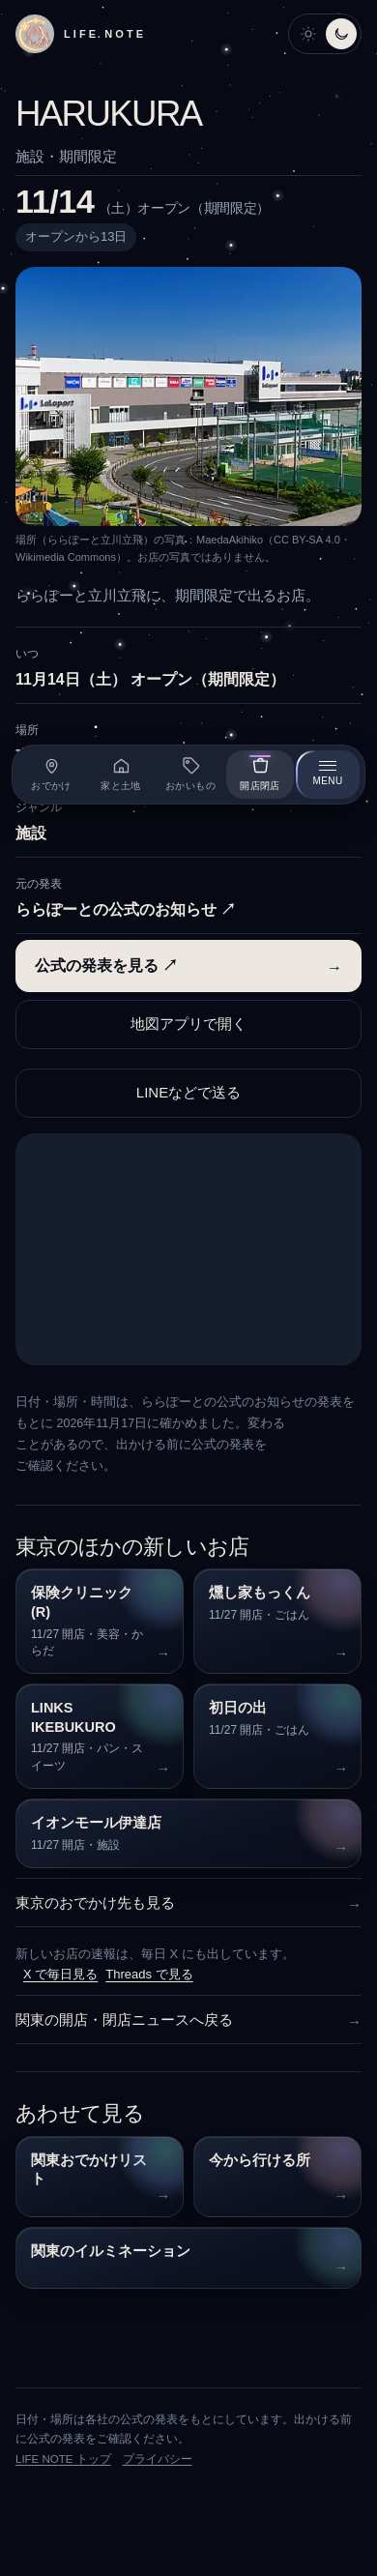 LIFE NOTE
HARUKURA
施設・期間限定
11/14（土）オープン（期間限定）
オープンから13日
LaLaport
LaLaport
場所（ららぽーと立川立飛）の写真：MaedaAkihiko（CC BY-SA 4.0・
Wikimedia Commons）。お店の写真ではありません。
ららぽーと立川立飛に、期間限定で出るお店。
いつ
11月14日（土） オープン（期間限定）
場所
おでかけ
家と土地
おかいもの
開店閉店
MENU
ジャンル
施設
元の発表
ららぽーとの公式のお知らせ ↗
公式の発表を見る ↗ →
地図アプリで開く
LINEなどで送る
日付・場所・時間は、ららぽーとの公式のお知らせの発表を
もとに 2026年11月17日に確かめました。変わる
ことがあるので、出かける前に公式の発表を
ご確認ください。
東京のほかの新しいお店
保険クリニック
(R)
11/27 開店・美容・か
らだ →
燻し家もっくん
11/27 開店・ごはん
→
LINKS
IKEBUKURO
11/27 開店・パン・ス
イーツ →
初日の出
11/27 開店・ごはん
→
イオンモール伊達店
11/27 開店・施設 →
東京のおでかけ先も見る →
新しいお店の速報は、毎日 X にも出しています。
X で毎日見る Threads で見る
関東の開店・閉店ニュースへ戻る →
あわせて見る
関東おでかけリス
ト →
今から行ける所
→
関東のイルミネーション
→
日付・場所は各社の公式の発表をもとにしています。出かける前
に公式の発表をご確認ください。
LIFE NOTE トップ プライバシー